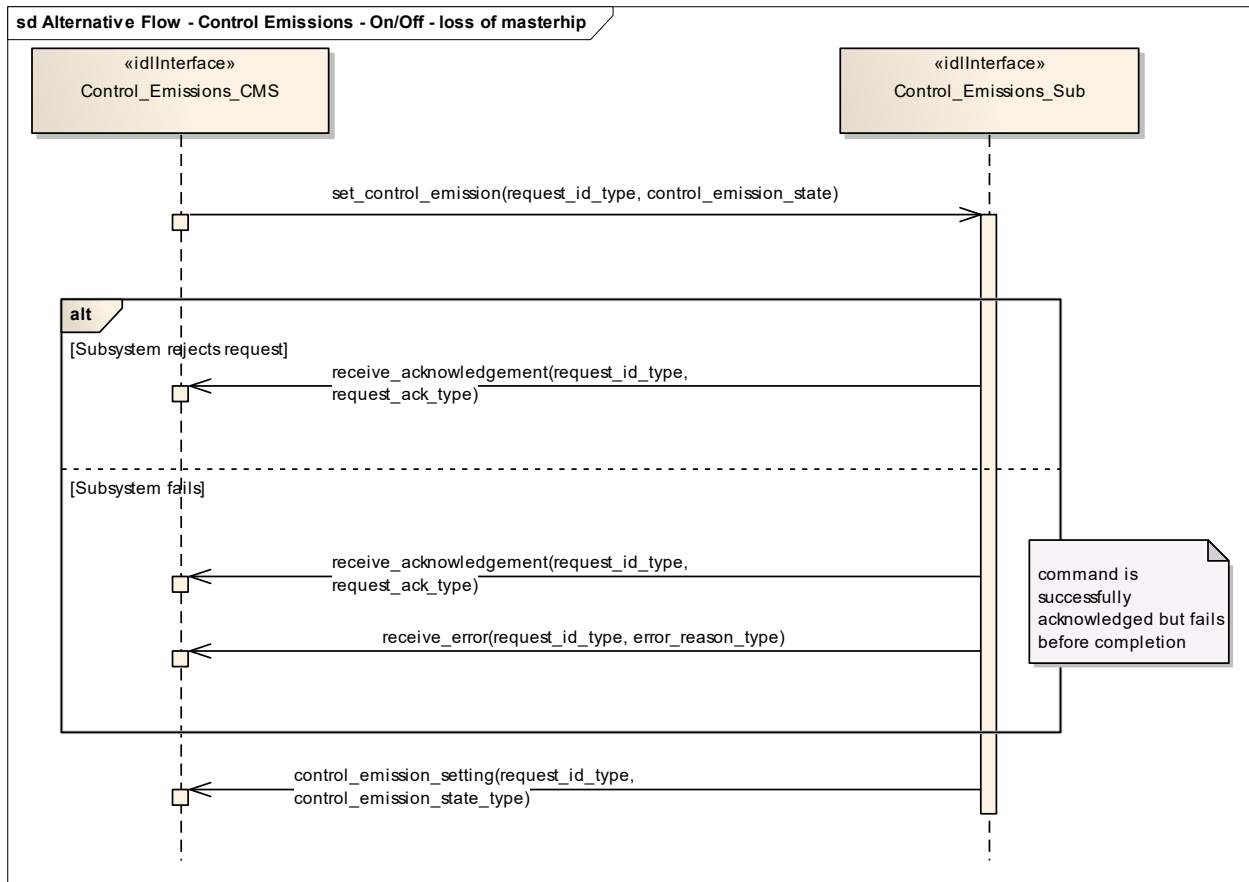 sd Alternative Flow - Control Emissions - On/Off - loss of masterhip
«idlInterface»
Control_Emissions_CMS
«idlInterface»
Control_Emissions_Sub
set_control_emission(request_id_type, control_emission_state)
alt
[Subsystem rejects request]
receive_acknowledgement(request_id_type,
request_ack_type)
[Subsystem fails]
receive_acknowledgement(request_id_type,
request_ack_type)
command is
successfully
acknowledged but fails
before completion
receive_error(request_id_type, error_reason_type)
control_emission_setting(request_id_type,
control_emission_state_type)